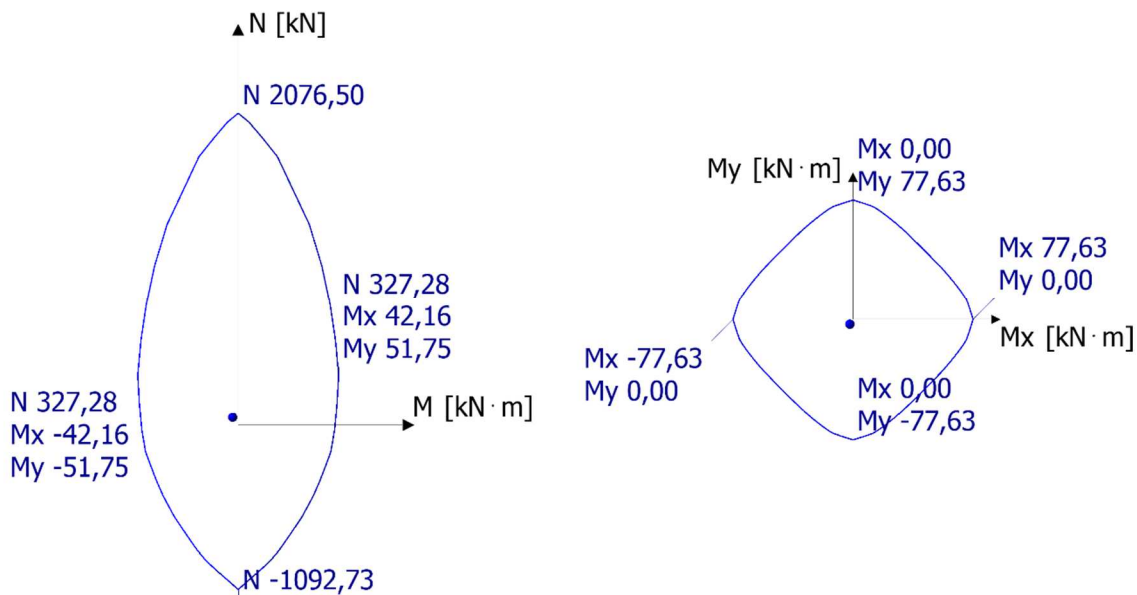 N [kN]
N 2076,50
N 327,28
Mx 42,16
My 51,75
M [kN·m]
N 327,28
Mx -42,16
My -51,75
N -1092,73
My [kN·m]
Mx 0,00
My 77,63
Mx 77,63
My 0,00
Mx [kN·m]
Mx -77,63
My 0,00
Mx 0,00
My -77,63